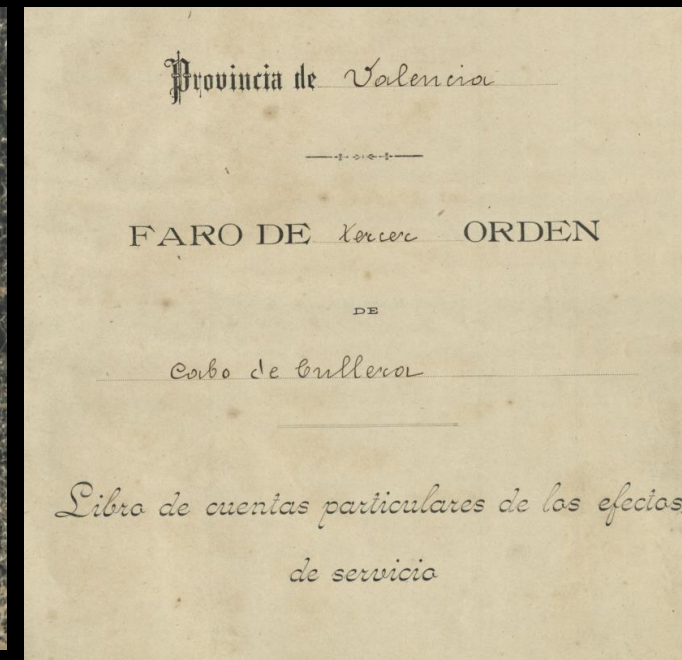 Provincia de Valencia
FARO DE tercer ORDEN
DE
Cabo de Cullera
Libro de cuentas particulares de los efectos
de servicio